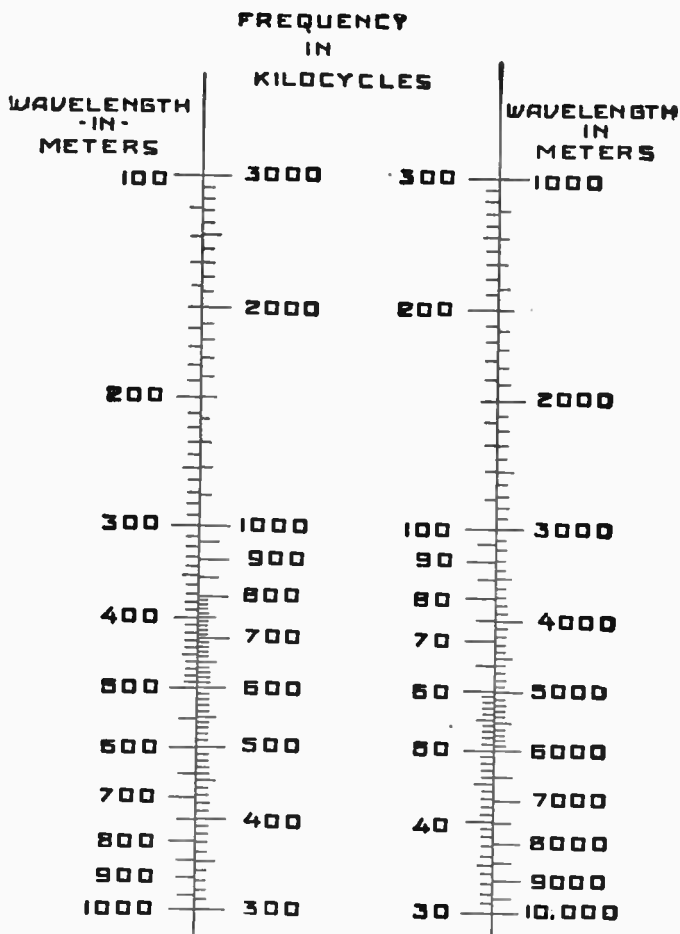 FREQUENCY
IN
KILOCYCLES
WAVELENGTH
-IN-
METERS
WAVELENGTH
IN
METERS
100 3000 300 1000
2000 200
200 2000
300 1000 100 3000
900 90
800 80
400 4000
700 70
500 600 60 5000
600 500 50 6000
700 7000
400 40
800 8000
900 9000
1000 300 30 10,000